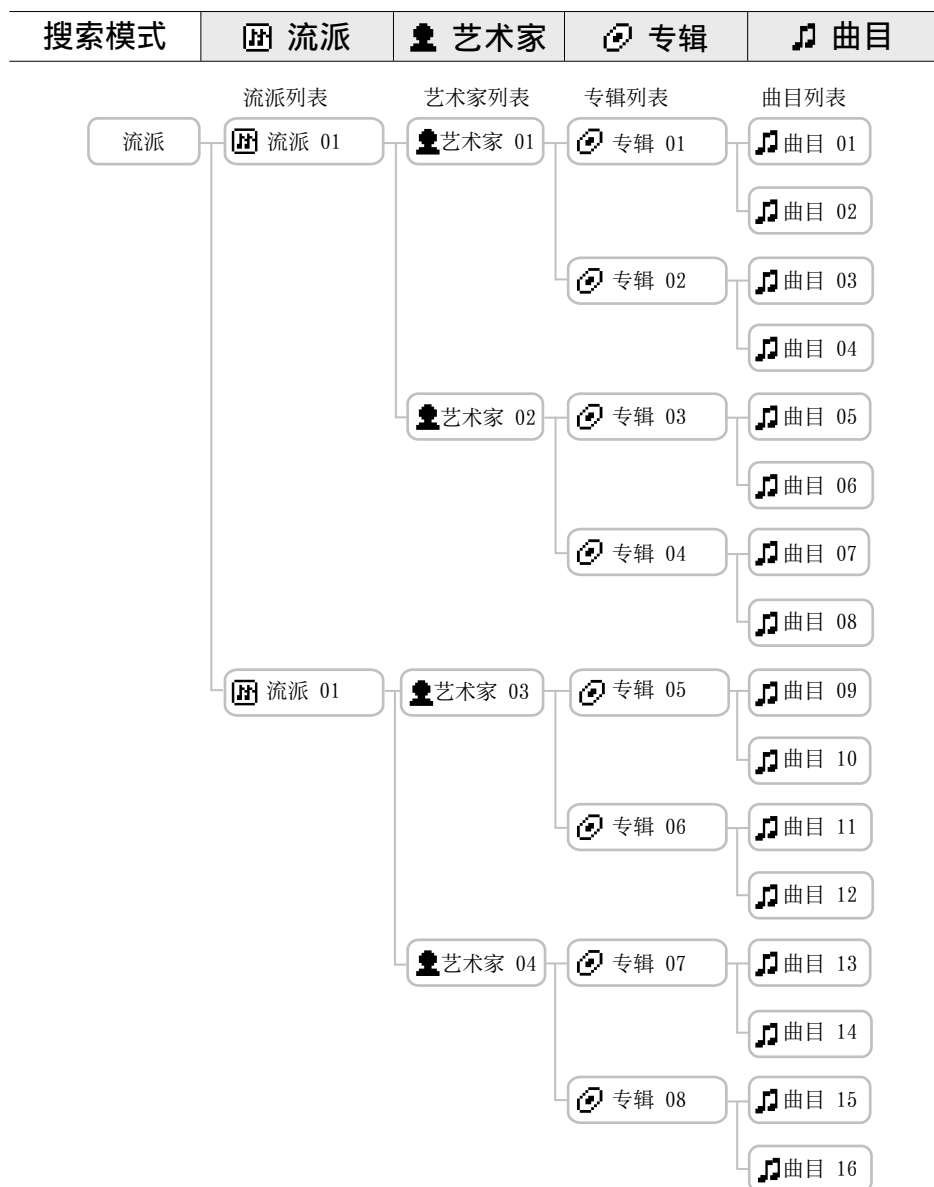 搜索模式 流派 艺术家 专辑 曲目
流派列表 艺术家列表 专辑列表 曲目列表
流派 流派 01 艺术家 01 专辑 01 曲目 01
曲目 02
专辑 02 曲目 03
曲目 04
艺术家 02 专辑 03 曲目 05
曲目 06
专辑 04 曲目 07
曲目 08
流派 01 艺术家 03 专辑 05 曲目 09
曲目 10
专辑 06 曲目 11
曲目 12
艺术家 04 专辑 07 曲目 13
曲目 14
专辑 08 曲目 15
曲目 16